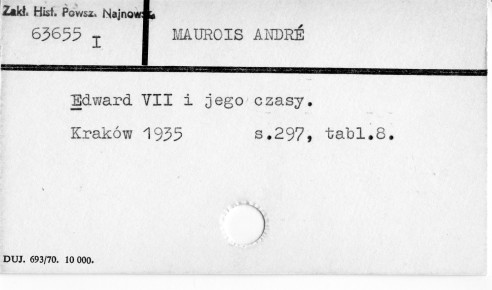 Zakł. Hist. Powsz. Najnowsz.
63655 I
MAUROIS ANDRÉ
Edward VII i jego czasy.
Kraków 1935 s.297, tabl.8.
DUJ. 693/70. 10 000.